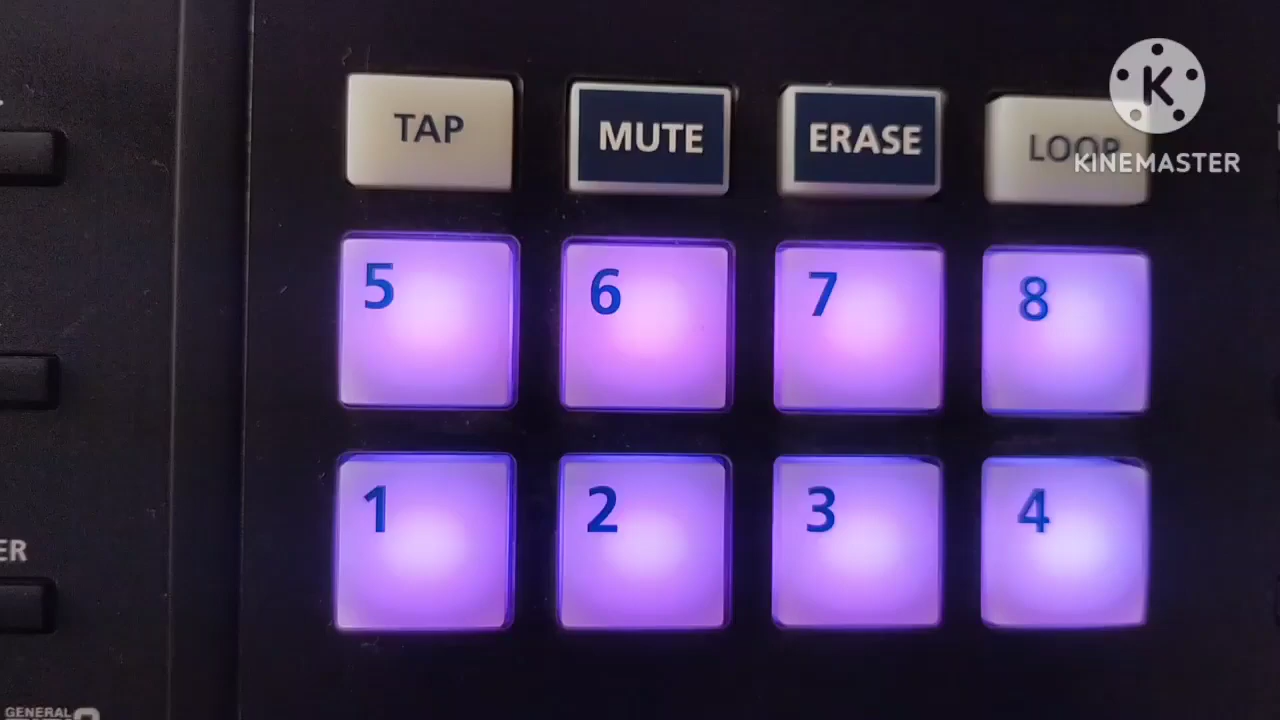 TAP MUTE ERASE LOOP
KINEMASTER
5 6 7 8
1 2 3 4
ER
GENERAL